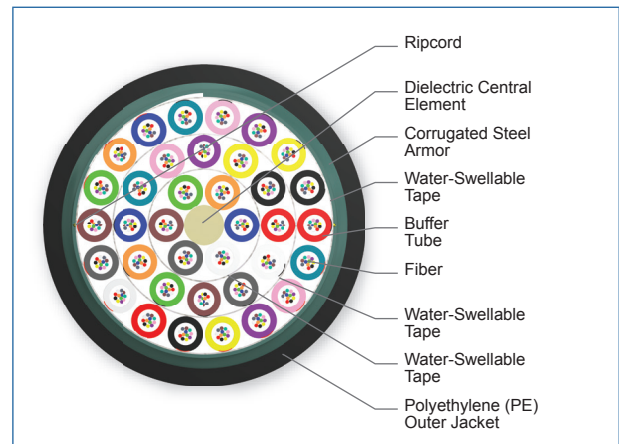 Ripcord
Dielectric Central
Element
Corrugated Steel
Armor
Water-Swellable
Tape
Buffer
Tube
Fiber
Water-Swellable
Tape
Water-Swellable
Tape
Polyethylene (PE)
Outer Jacket